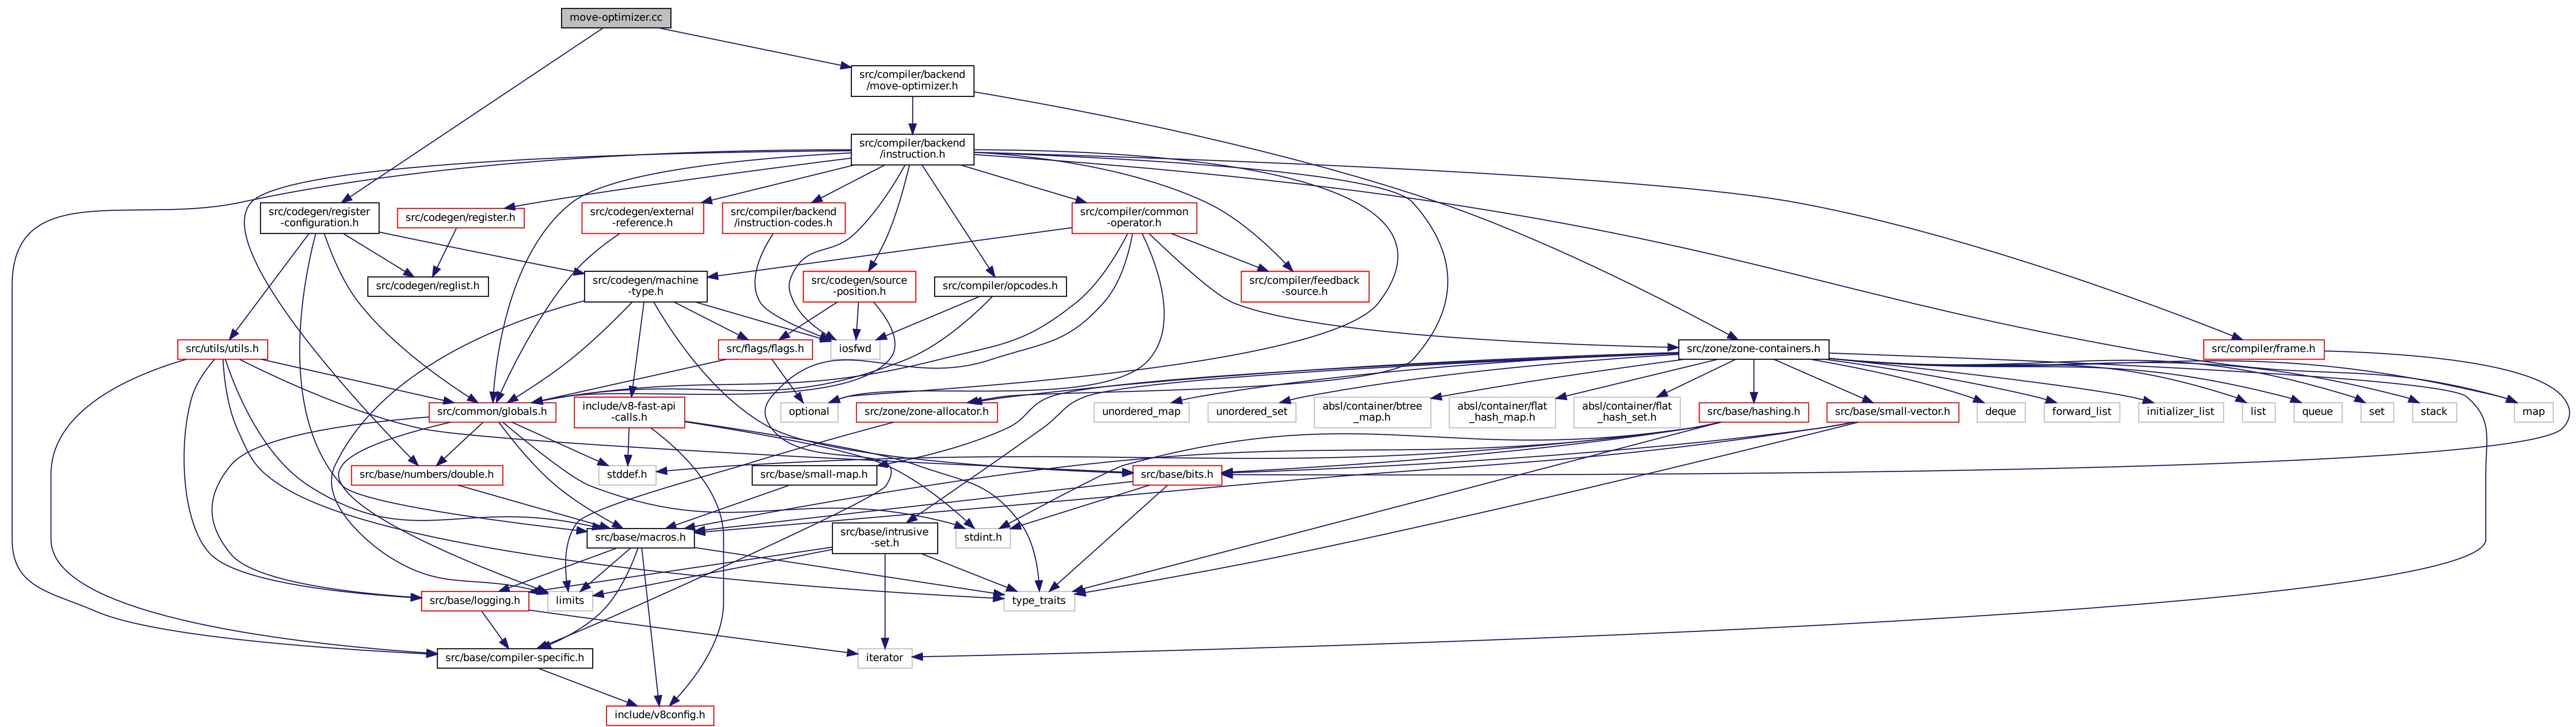 move-optimizer.cc
src/compiler/backend
/move-optimizer.h
src/compiler/backend
/instruction.h
src/codegen/register
-configuration.h
src/codegen/register.h
src/codegen/external
-reference.h
src/compiler/backend
/instruction-codes.h
src/compiler/common
-operator.h
src/codegen/reglist.h
src/codegen/machine
-type.h
src/codegen/source
-position.h
src/compiler/opcodes.h
src/compiler/feedback
-source.h
src/utils/utils.h
src/flags/flags.h
iosfwd
src/zone/zone-containers.h
src/compiler/frame.h
src/common/globals.h
include/v8-fast-api
-calls.h
optional
src/zone/zone-allocator.h
unordered_map
unordered_set
absl/container/btree
_map.h
absl/container/flat
_hash_map.h
absl/container/flat
_hash_set.h
src/base/hashing.h
src/base/small-vector.h
deque
forward_list
initializer_list
list
queue
set
stack
map
src/base/numbers/double.h
stddef.h
src/base/small-map.h
src/base/bits.h
src/base/macros.h
src/base/intrusive
-set.h
stdint.h
src/base/logging.h
limits
type_traits
src/base/compiler-specific.h
iterator
include/v8config.h